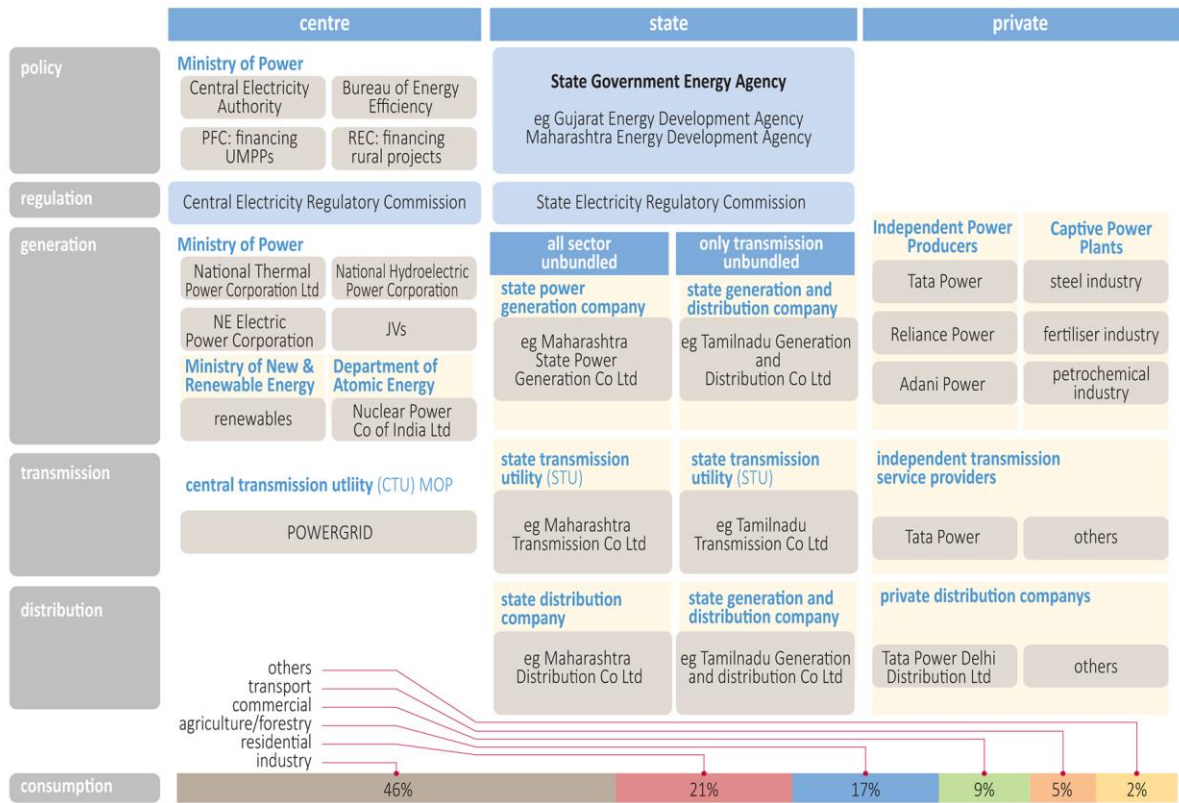 centre
state
private
policy
Ministry of Power
Central Electricity
Authority
Bureau of Energy
Efficiency
PFC: financing
UMPPs
REC: financing
rural projects
State Government Energy Agency
eg Gujarat Energy Development Agency
Maharashtra Energy Development Agency
regulation
Central Electricity Regulatory Commission
State Electricity Regulatory Commission
generation
Ministry of Power
National Thermal
Power Corporation Ltd
National Hydroelectric
Power Corporation
NE Electric
Power Corporation
JVs
Ministry of New &
Renewable Energy
renewables
Department of
Atomic Energy
Nuclear Power
Co of India Ltd
all sector
unbundled
state power
generation company
eg Maharashtra
State Power
Generation Co Ltd
only transmission
unbundled
state generation and
distribution company
eg Tamilnadu Generation
and
Distribution Co Ltd
Independent Power
Producers
Tata Power
Reliance Power
Adani Power
Captive Power
Plants
steel industry
fertiliser industry
petrochemical
industry
transmission
central transmission utliity (CTU) MOP
POWERGRID
state transmission
utility (STU)
eg Maharashtra
Transmission Co Ltd
state transmission
utility (STU)
eg Tamilnadu
Transmission Co Ltd
independent transmission
service providers
Tata Power
others
distribution
state distribution
company
eg Maharashtra
Distribution Co Ltd
state generation and
distribution company
eg Tamilnadu Generation
and distribution Co Ltd
private distribution companys
Tata Power Delhi
Distribution Ltd
others
others
transport
commercial
agriculture/forestry
residential
industry
consumption
46%
21%
17%
9%
5%
2%